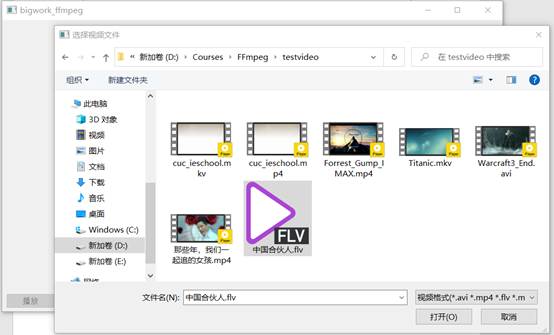 bigwork_ffmpeg
选择视频文件
« 新加卷 (D:) › Courses › FFmpeg › testvideo
在 testvideo 中搜索
组织 新建文件夹
此电脑
3D 对象
视频
图片
文档
下载
音乐
桌面
Windows (C:)
新加卷 (D:)
新加卷 (E:)
cuc_ieschool.m
kv
cuc_ieschool.m
p4
Forrest_Gump_I
MAX.mp4
Titanic.mkv
Warcraft3_End.
avi
那些年，我们一
起追的女孩.mp4
FLV
中国合伙人.flv
播放
文件名(N): 中国合伙人.flv
视频格式(*.avi *.mp4 *.flv *.m
打开(O) 取消